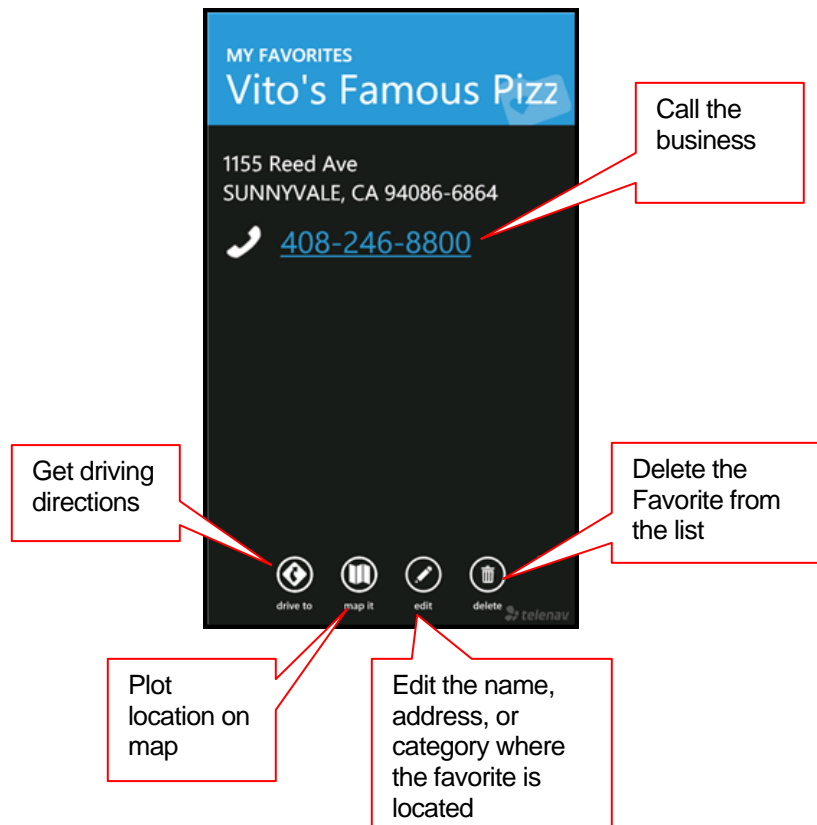 MY FAVORITES
Vito's Famous Pizz
Call the
business
1155 Reed Ave
SUNNYVALE, CA 94086-6864
408-246-8800
Get driving
directions
Delete the
Favorite from
the list
drive to
map it
edit
delete
telenav
Plot
location on
map
Edit the name,
address, or
category where
the favorite is
located